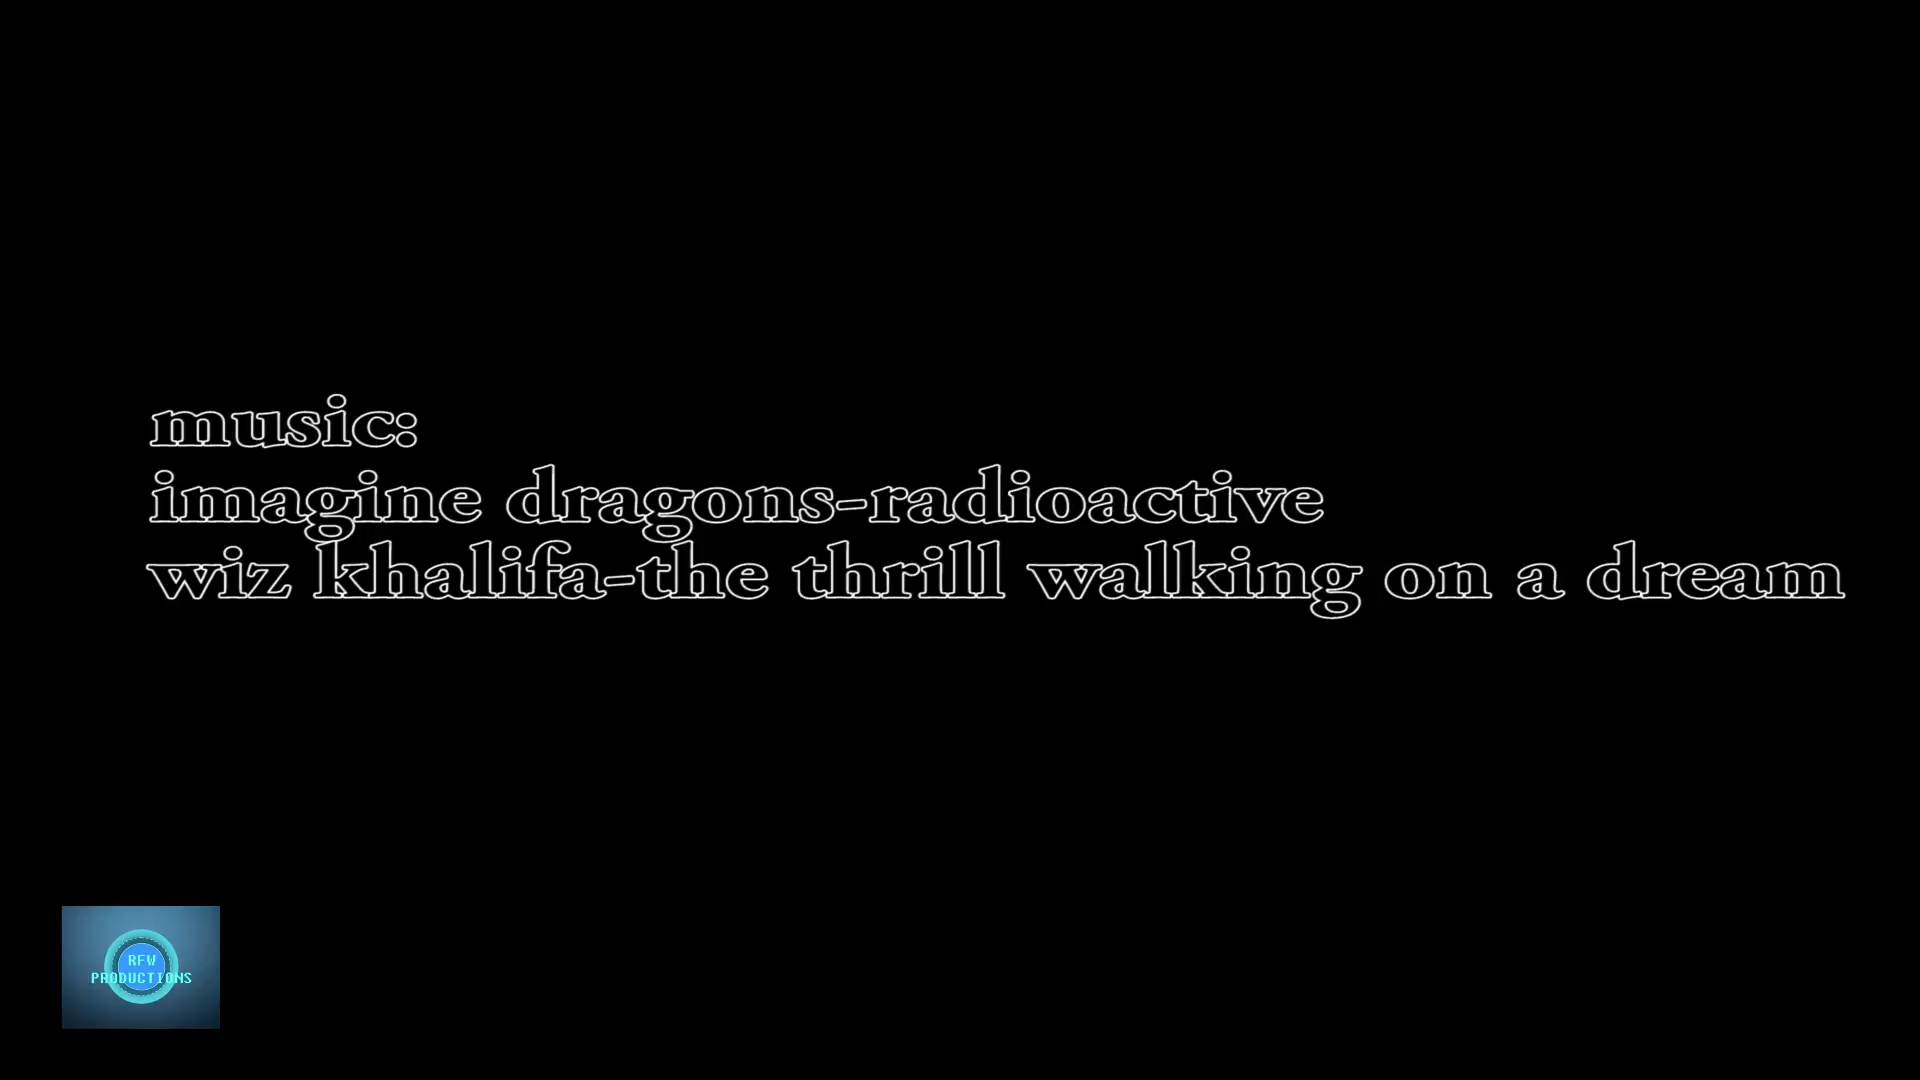 music:
imagine dragons-radioactive
wiz khalifa-the thrill walking on a dream
RFW
PRODUCTIONS